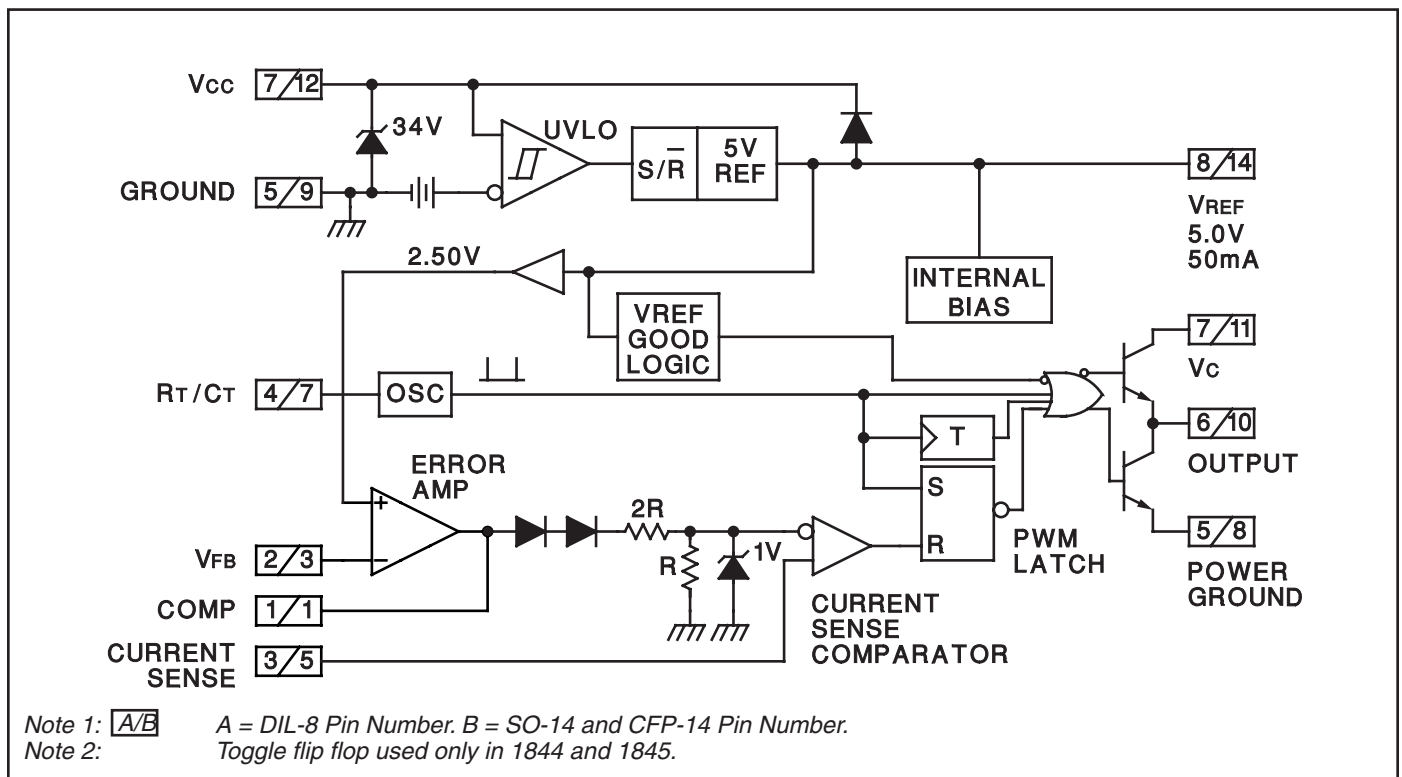 Vcc 7/12
34V
UVLO
S/R̅
5V
REF
GROUND 5/9
8/14
VREF
5.0V
50mA
2.50V
INTERNAL
BIAS
VREF
GOOD
LOGIC
7/11
Vc
RT/CT 4/7
OSC
T
6/10
OUTPUT
ERROR
AMP
+
−
2R
R
1V
S
R
PWM
LATCH
VFB 2/3
5/8
POWER
GROUND
COMP 1/1
CURRENT
SENSE
COMPARATOR
CURRENT
SENSE
3/5
Note 1: A/B A = DIL-8 Pin Number. B = SO-14 and CFP-14 Pin Number.
Note 2: Toggle flip flop used only in 1844 and 1845.